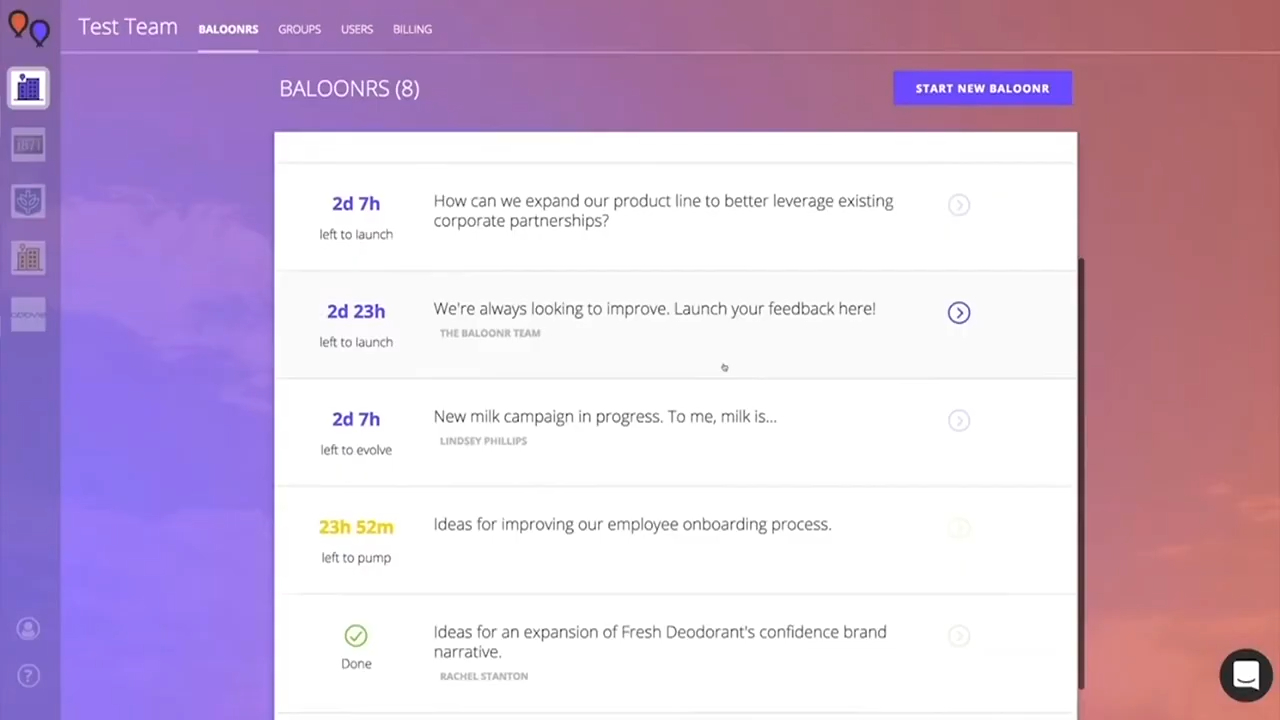 Test Team
BALOONRS
GROUPS
USERS
BILLING
BALOONRS (8)
START NEW BALOONR
2d 7h
left to launch
How can we expand our product line to better leverage existing
corporate partnerships?
2d 23h
left to launch
We're always looking to improve. Launch your feedback here!
THE BALOONR TEAM
2d 7h
left to evolve
New milk campaign in progress. To me, milk is...
LINDSEY PHILLIPS
23h 52m
left to pump
Ideas for improving our employee onboarding process.
Done
Ideas for an expansion of Fresh Deodorant's confidence brand
narrative.
RACHEL STANTON
?